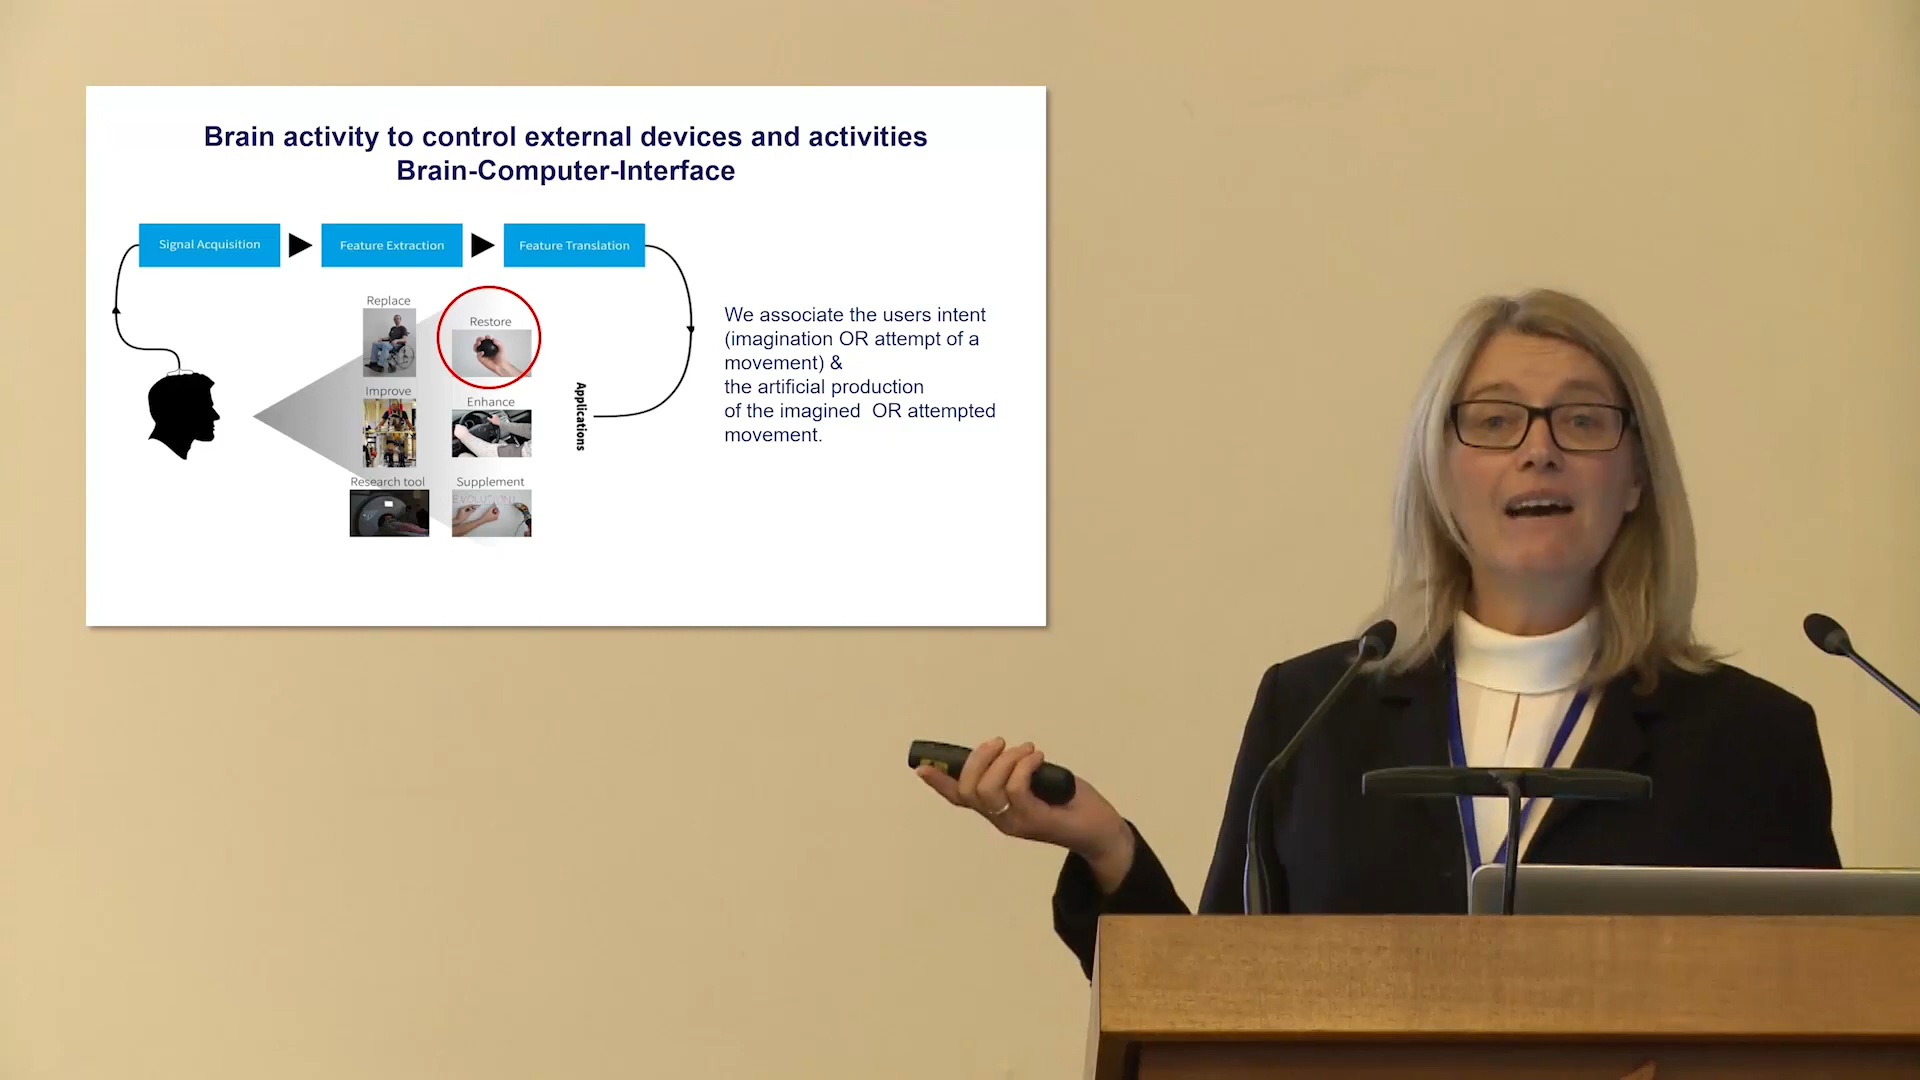 Brain activity to control external devices and activities
Brain-Computer-Interface
Signal Acquisition
Feature Extraction
Feature Translation
Replace
Restore
Improve
Enhance
Research tool
Supplement
EVOLUTION!
Applications
We associate the users intent
(imagination OR attempt of a
movement) &
the artificial production
of the imagined OR attempted
movement.